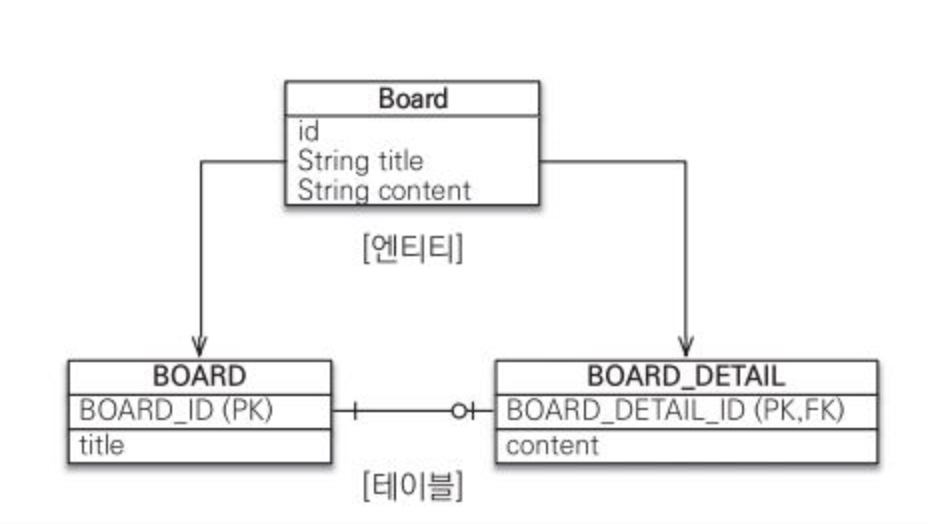 Board
id
String title
String content
[엔티티]
BOARD
BOARD_ID (PK)
title
BOARD_DETAIL
BOARD_DETAIL_ID (PK,FK)
content
[테이블]